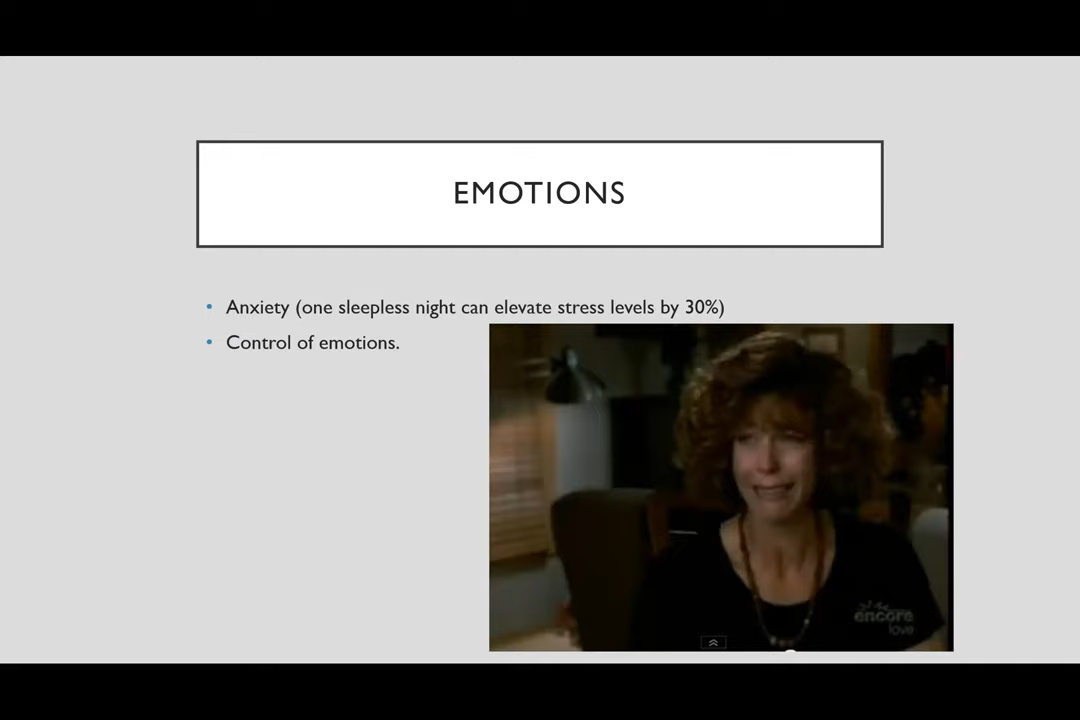 EMOTIONS
• Anxiety (one sleepless night can elevate stress levels by 30%)
• Control of emotions.
encore
love